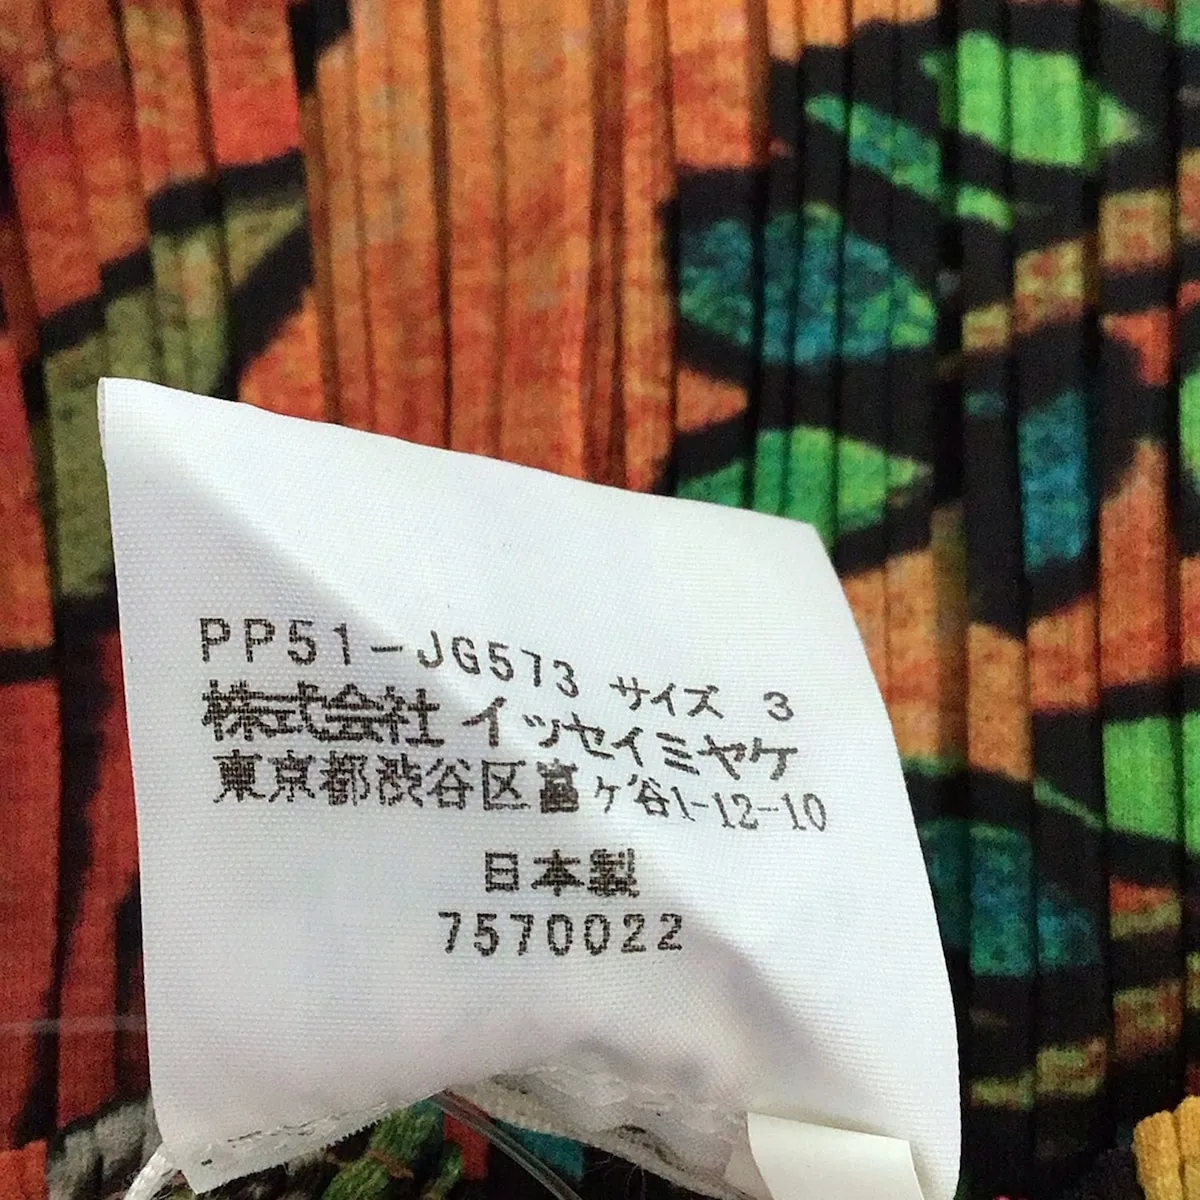 PP51-JG573 サイズ 3
株式会社 イッセイミヤケ
東京都渋谷区富ヶ谷1-12-10
日本製
7570022